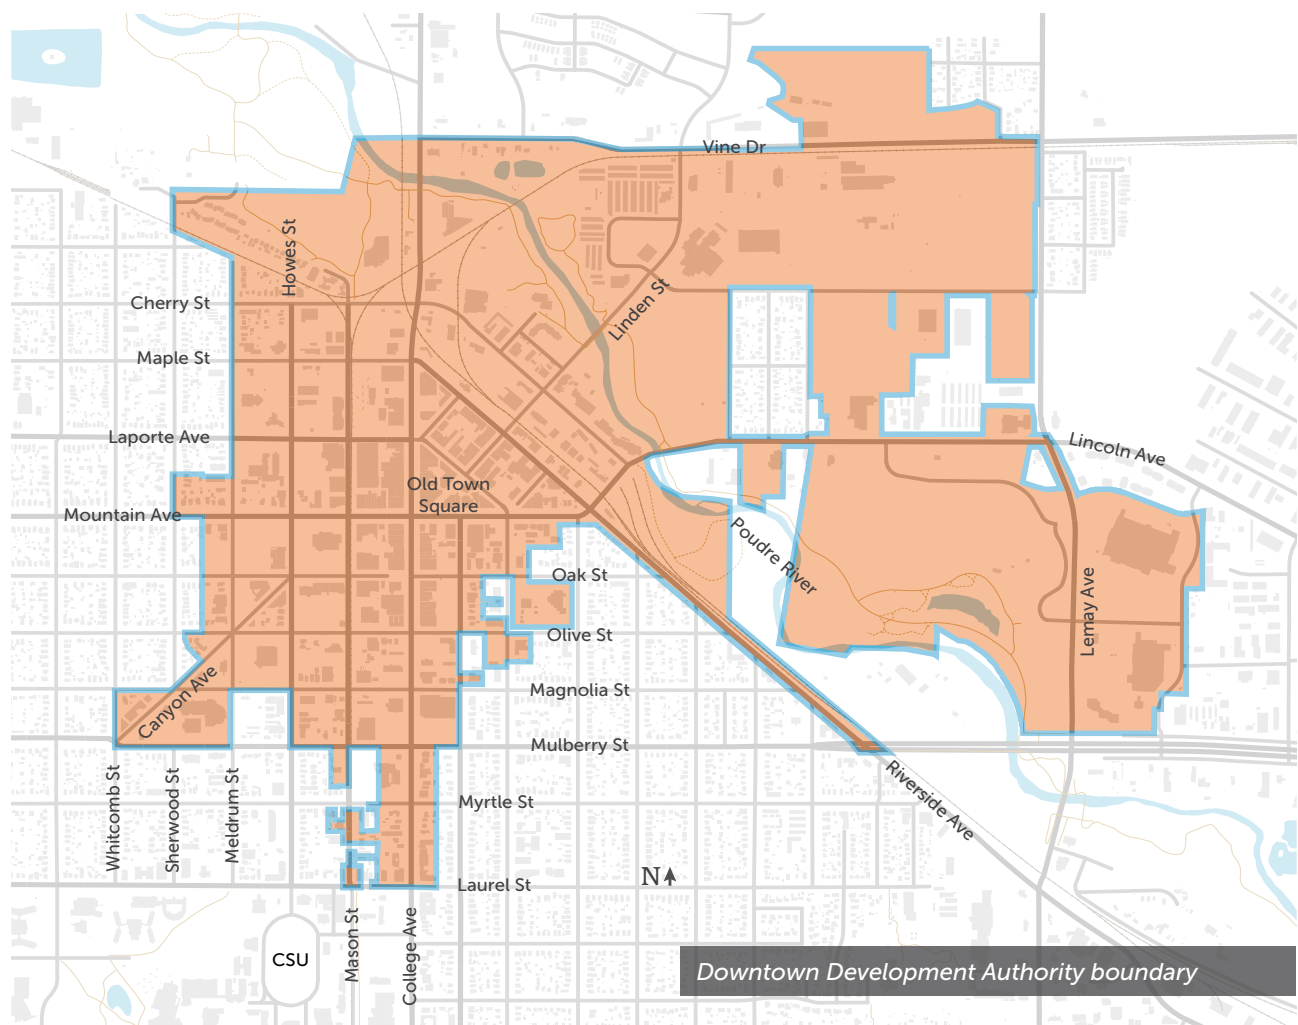 Vine Dr
Howes St
Cherry St
Linden St
Maple St
Laporte Ave
Lincoln Ave
Old Town
Square
Mountain Ave
Poudre River
Oak St
Lemay Ave
Olive St
Canyon Ave
Magnolia St
Mulberry St
Whitcomb St
Sherwood St
Meldrum St
Riverside Ave
Myrtle St
Laurel St
N
Mason St
College Ave
CSU
Downtown Development Authority boundary